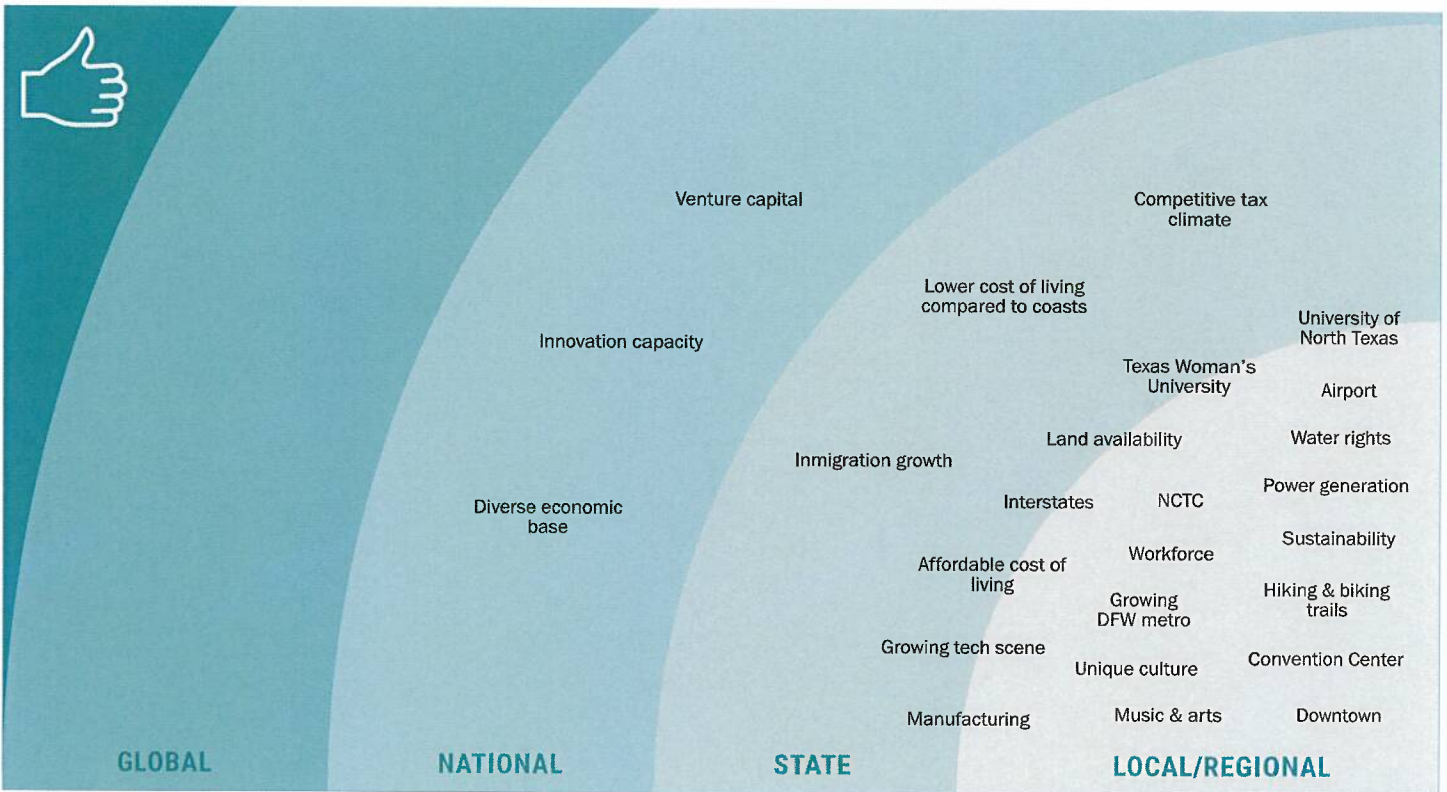 Venture capital
Competitive tax
climate
Lower cost of living
compared to coasts
University of
North Texas
Innovation capacity
Texas Woman's
University
Airport
Land availability
Water rights
Inmigration growth
Power generation
Interstates
NCTC
Diverse economic
base
Sustainability
Workforce
Affordable cost of
living
Hiking & biking
trails
Growing
DFW metro
Growing tech scene
Convention Center
Unique culture
Manufacturing
Music & arts
Downtown
GLOBAL
NATIONAL
STATE
LOCAL/REGIONAL